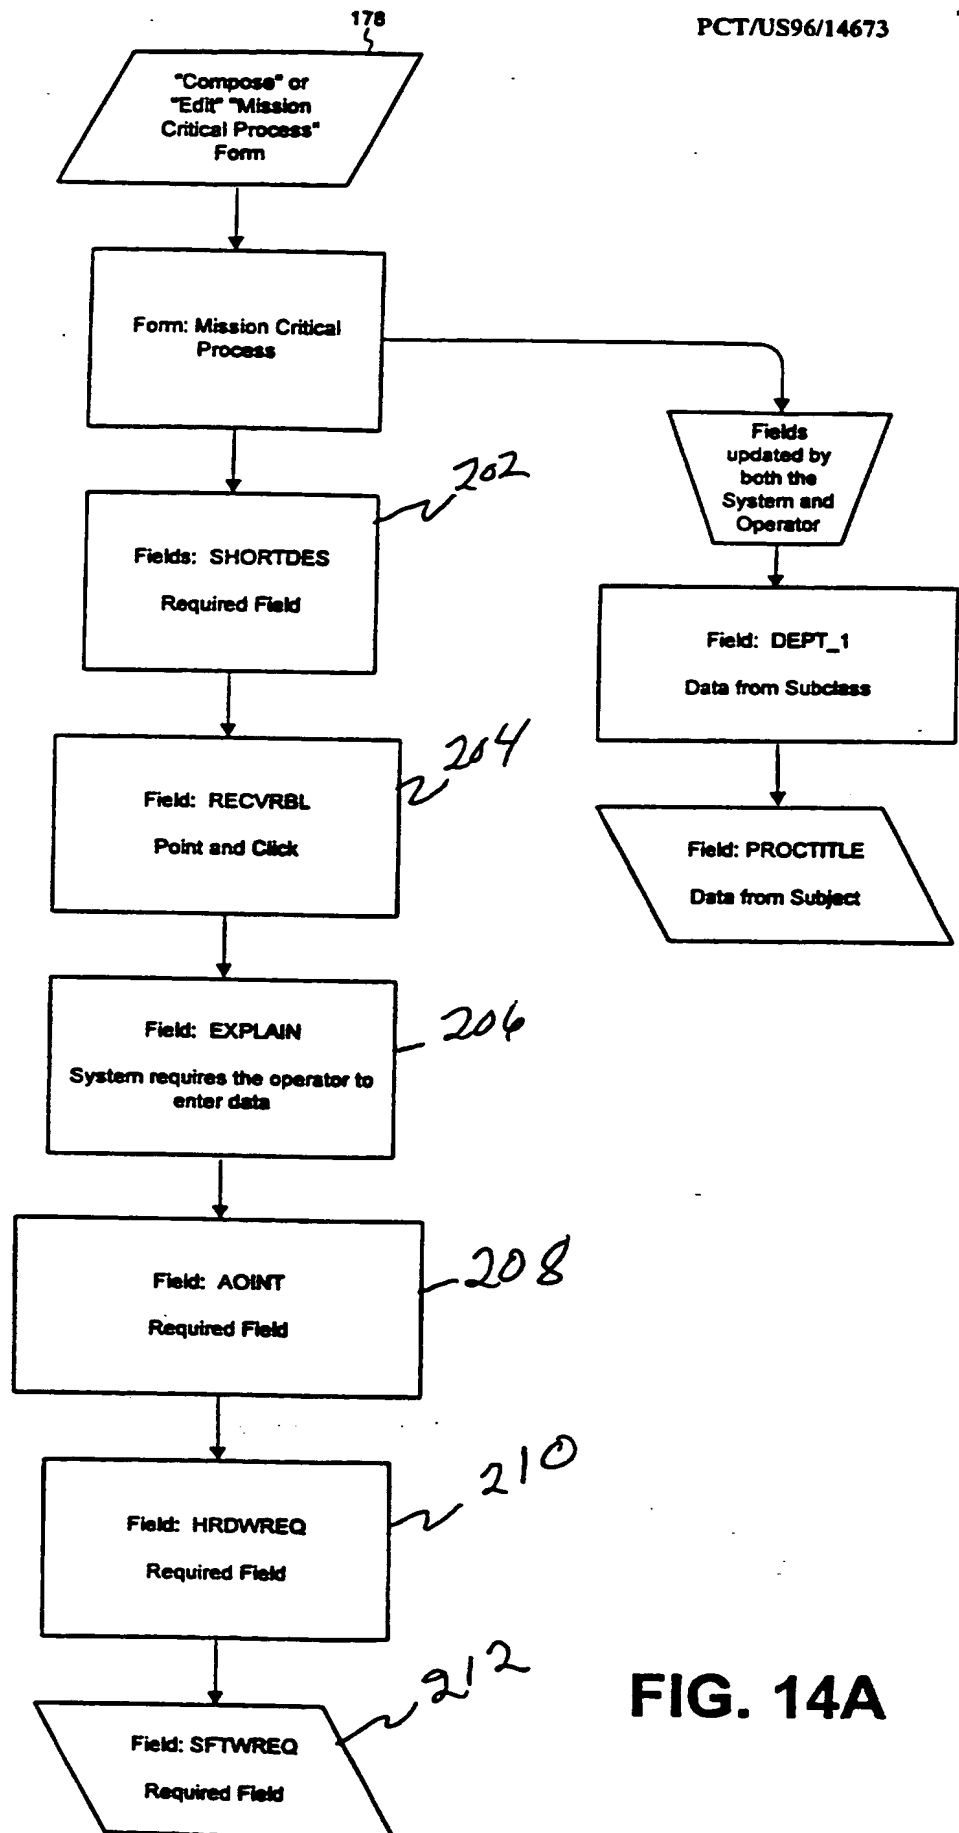 178
PCT/US96/14673
"Compose" or
"Edit" "Mission
Critical Process"
Form
Form: Mission Critical
Process
Fields
updated by
both the
System and
Operator
202
Fields: SHORTDES
Required Field
Field: DEPT_1
Data from Subclass
204
Field: RECVRBL
Point and Click
Field: PROCTITLE
Data from Subject
206
Field: EXPLAIN
System requires the operator to
enter data
208
Field: AOINT
Required Field
210
Field: HRDWREQ
Required Field
212
Field: SFTWREQ
Required Field
FIG. 14A